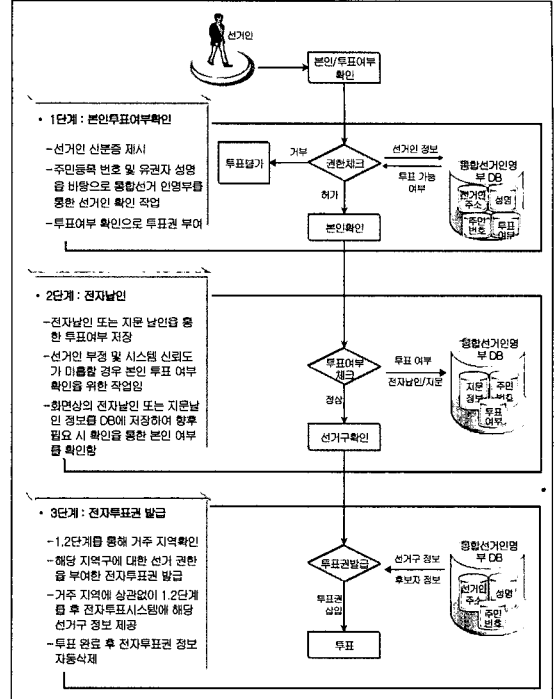 선거인
본인/투표여부
확인
• 1단계 : 본인투표여부확인
-선거인 신분증 제시
-주민등록 번호 및 유권자 성명
을 바탕으로 통합선거 인명부를
통한 선거인 확인 작업
-투표여부 확인으로 투표권 부여
투표불가
거부
권한체크
선거인 정보
투표 가능
여부
허가
본인확인
통합선거인명
부 DB
선거인
주소
성명
주민
번호
투표
여부
• 2단계 : 전자날인
-전자날인 또는 지문 날인을 통
한 투표여부 저장
-선거인 부정 및 시스템 신뢰도
가 미흡할 경우 본인 투표 여부
확인을 위한 작업임
-화면상의 전자날인 또는 지문날
인 정보를 DB에 저장하여 향후
필요 시 확인을 통한 본인 여부
를 확인함
투표여부
체크
투표 여부
전자날인/지문
정상
선거구확인
통합선거인명
부 DB
지문
정보
주민
번호
투표
여부
• 3단계 : 전자투표권 발급
-1,2단계를 통해 거주 지역확인
-해당 지역구에 대한 선거 권한
을 부여한 전자투표권 발급
-거주 지역에 상관없이 1.2단계
를 후 전자투표시스템에 해당
선거구 정보 제공
-투표 완료 후 전자투표권 정보
자동삭제
투표권발급
선거구 정보
후보자 정보
투표권
삽입
투표
통합선거인명
부 DB
선거인
주소
성명
주민
번호